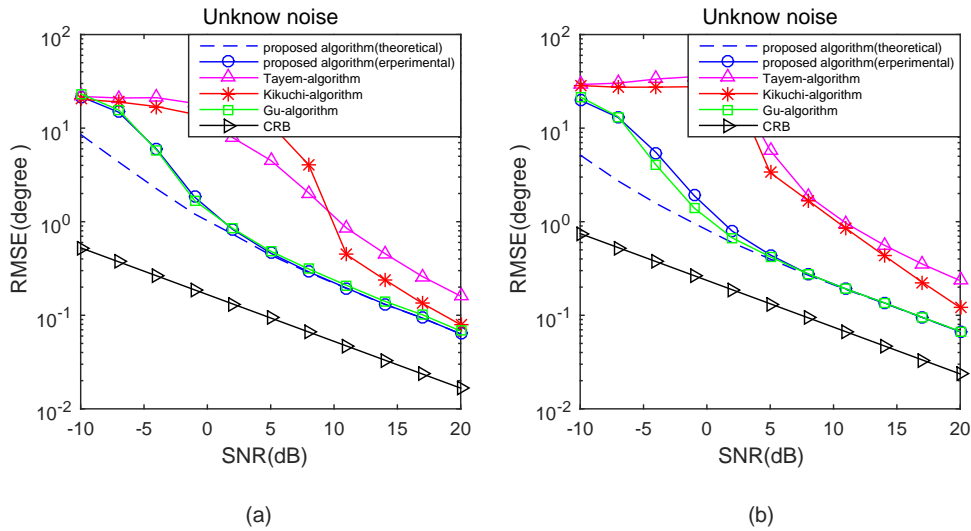 Unknow noise
10^2
10^1
10^0
10^-1
10^-2
RMSE(degree)
proposed algorithm(theoretical)
proposed algorithm(erperimental)
Tayem-algorithm
Kikuchi-algorithm
Gu-algorithm
CRB
-10 -5 0 5 10 15 20
SNR(dB)
(a)
Unknow noise
10^2
10^1
10^0
10^-1
10^-2
RMSE(degree)
proposed algorithm(theoretical)
proposed algorithm(erperimental)
Tayem-algorithm
Kikuchi-algorithm
Gu-algorithm
CRB
-10 -5 0 5 10 15 20
SNR(dB)
(b)